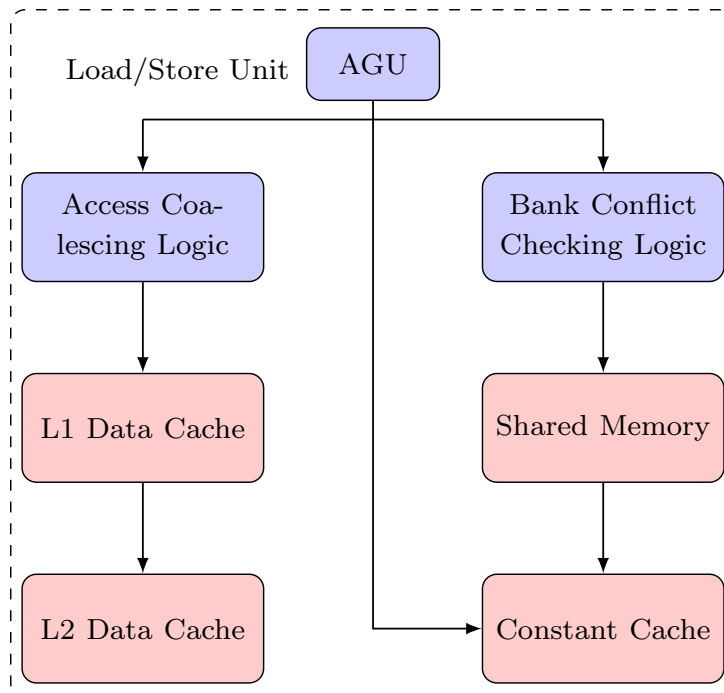 Load/Store Unit
AGU
Access Coa-
lescing Logic
Bank Conflict
Checking Logic
L1 Data Cache
Shared Memory
L2 Data Cache
Constant Cache